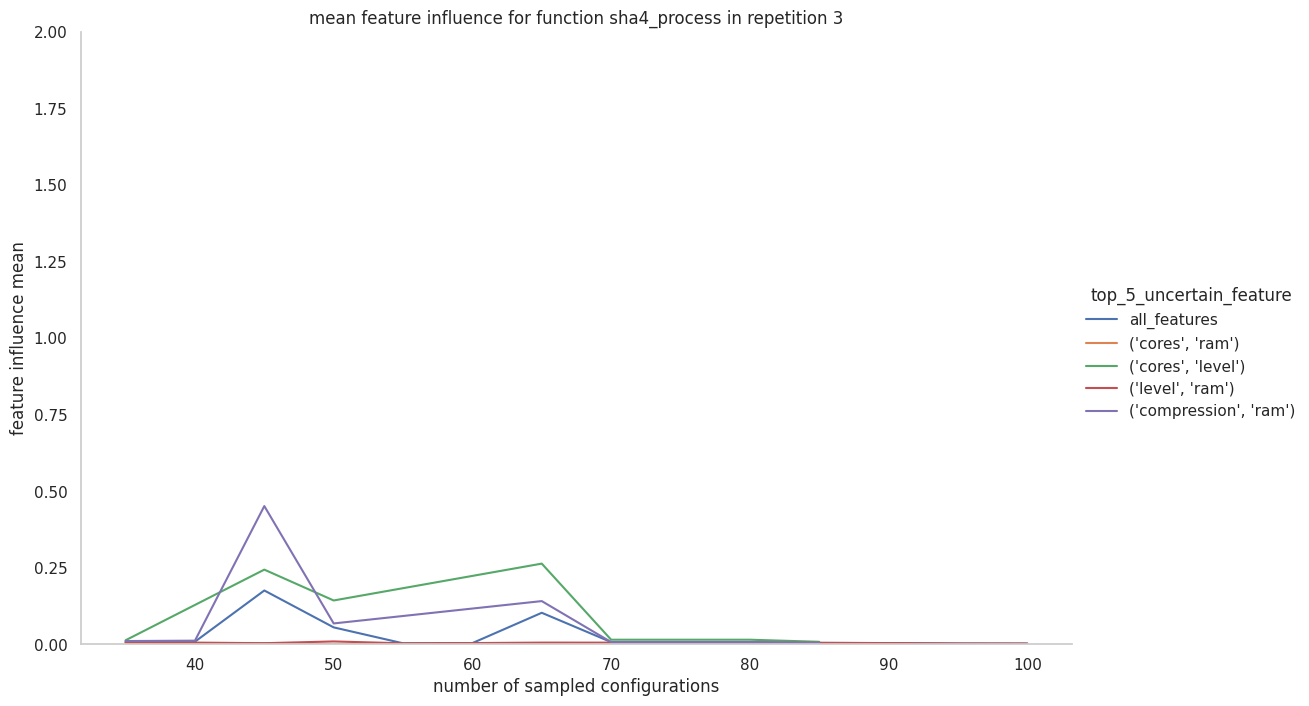 mean feature influence for function sha4_process in repetition 3
2.00
1.75
1.50
1.25
1.00
0.75
0.50
0.25
0.00
feature influence mean
40 50 60 70 80 90 100
number of sampled configurations
top_5_uncertain_feature
all_features
('cores', 'ram')
('cores', 'level')
('level', 'ram')
('compression', 'ram')